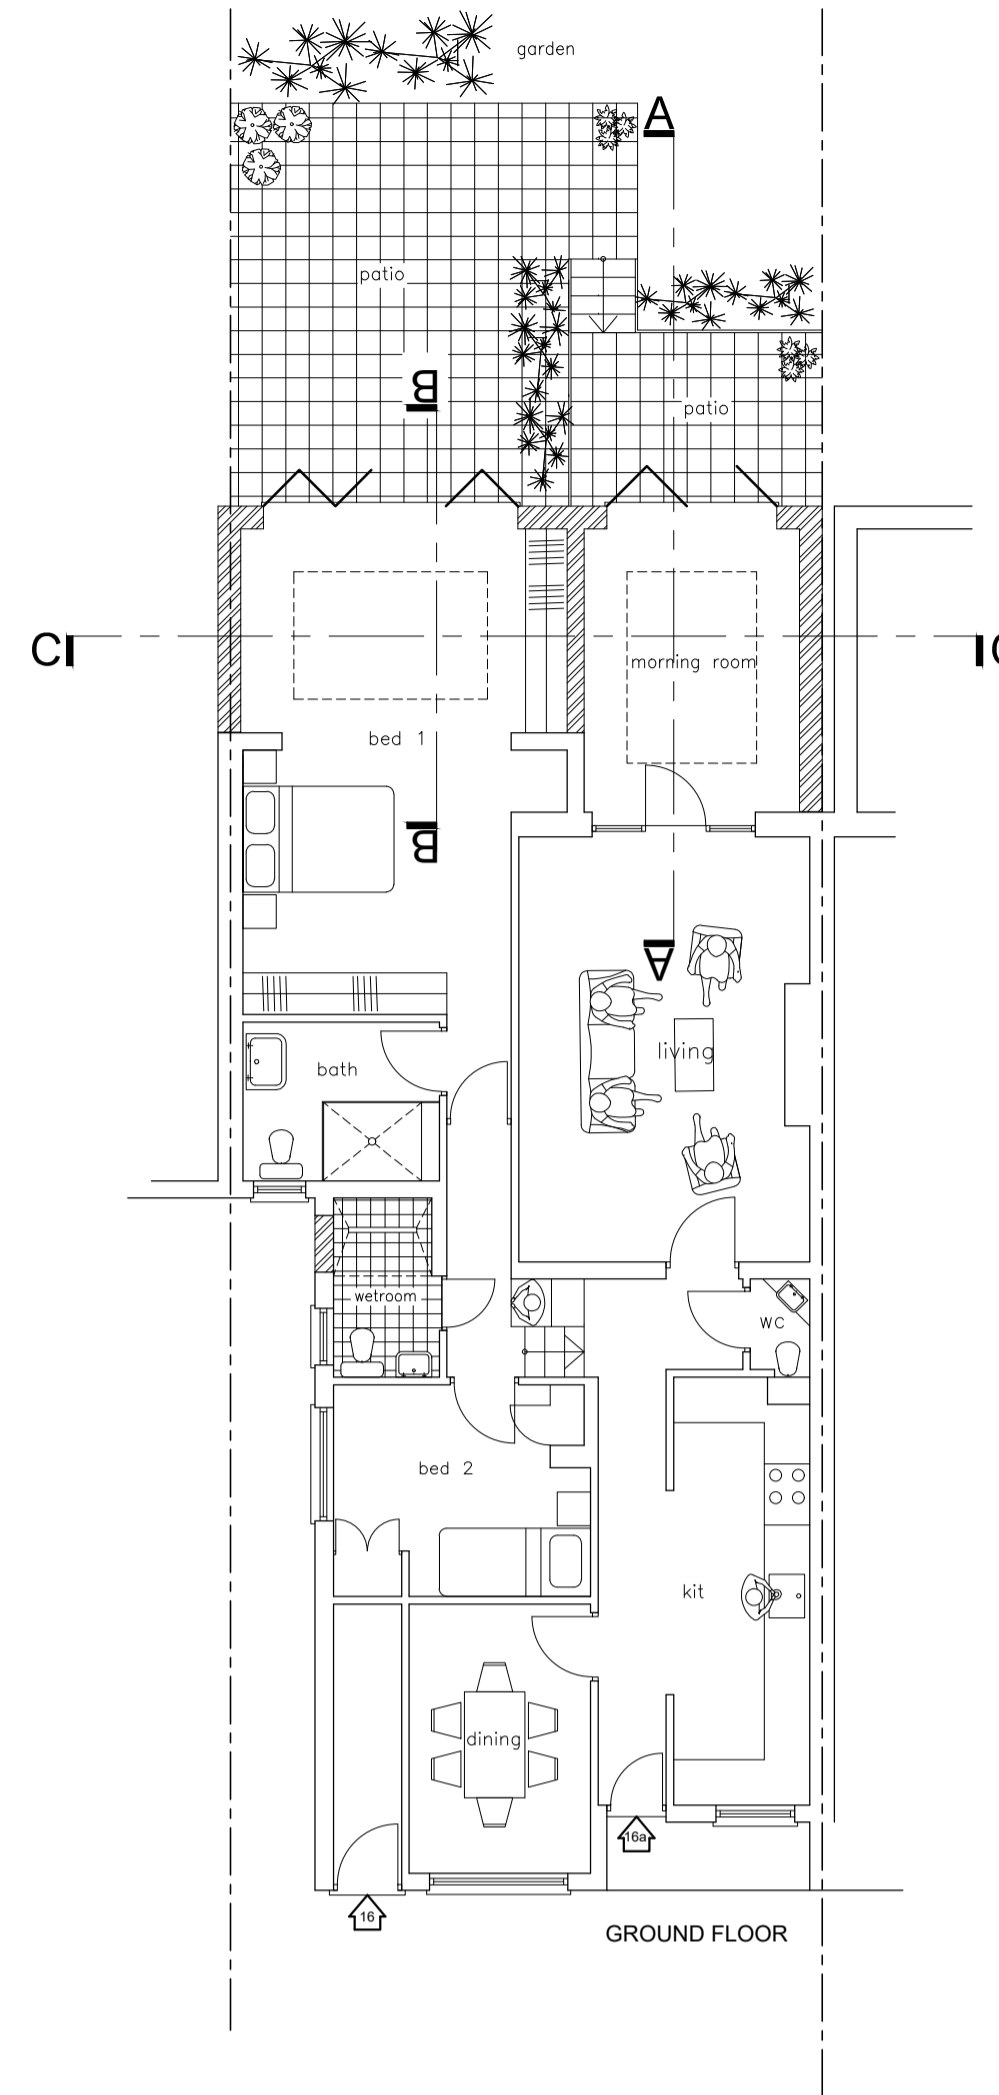 garden
A
patio
B
patio
C
C
morning room
bed 1
B
A
living
bath
wetroom
WC
bed 2
kit
dining
16a
16
GROUND FLOOR